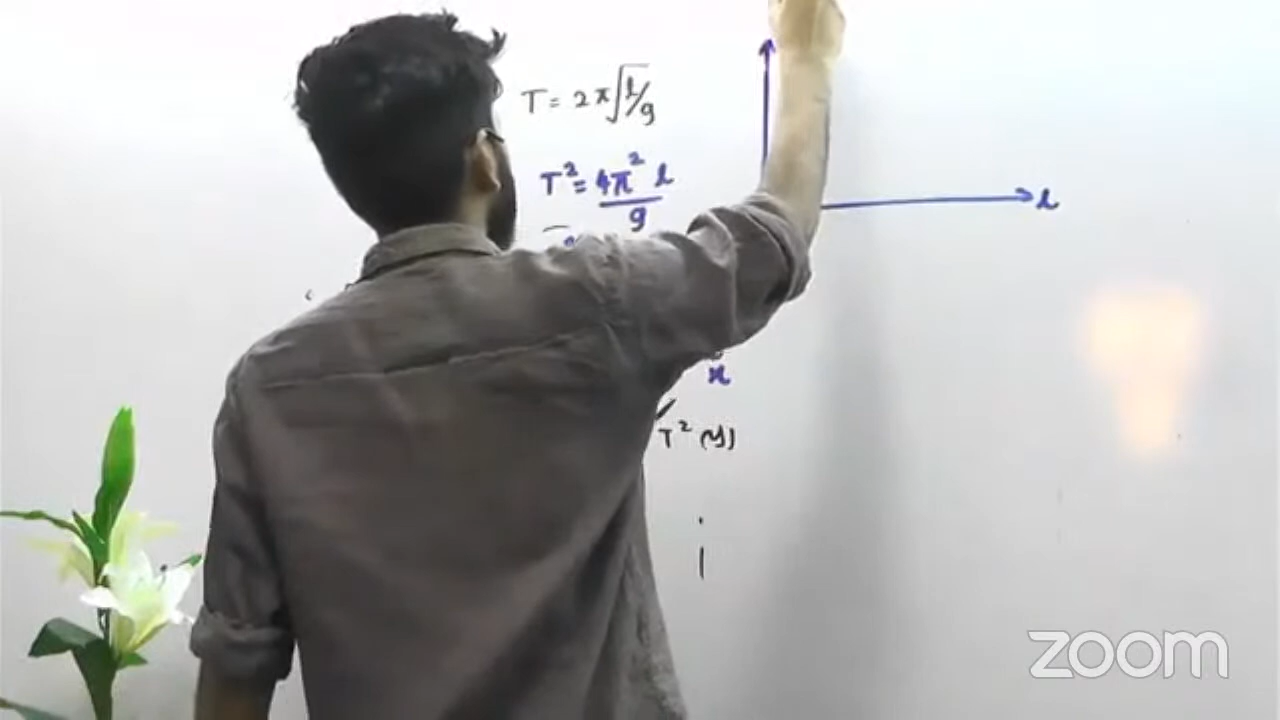 T = 2π√l/g
T² = 4π² l
g
l
x
T² (y)
zoom